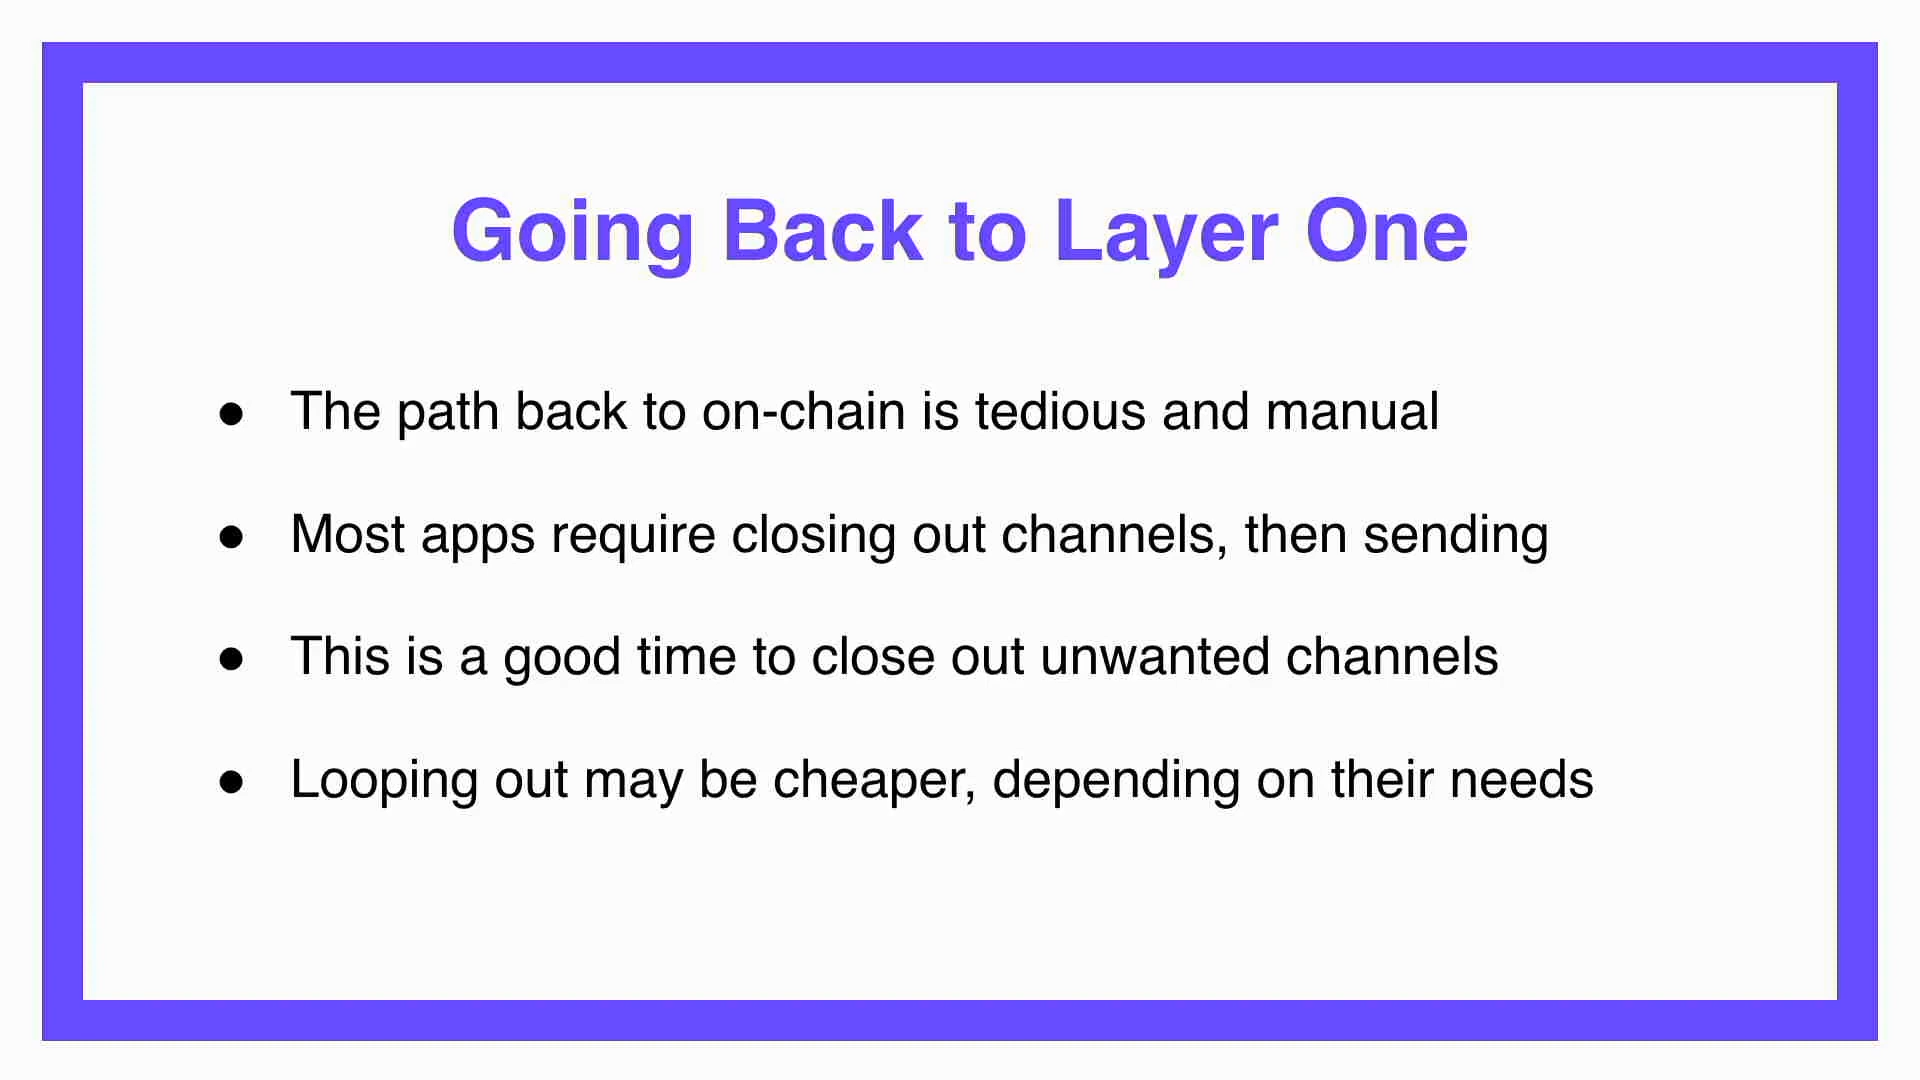 Going Back to Layer One
● The path back to on-chain is tedious and manual
● Most apps require closing out channels, then sending
● This is a good time to close out unwanted channels
● Looping out may be cheaper, depending on their needs